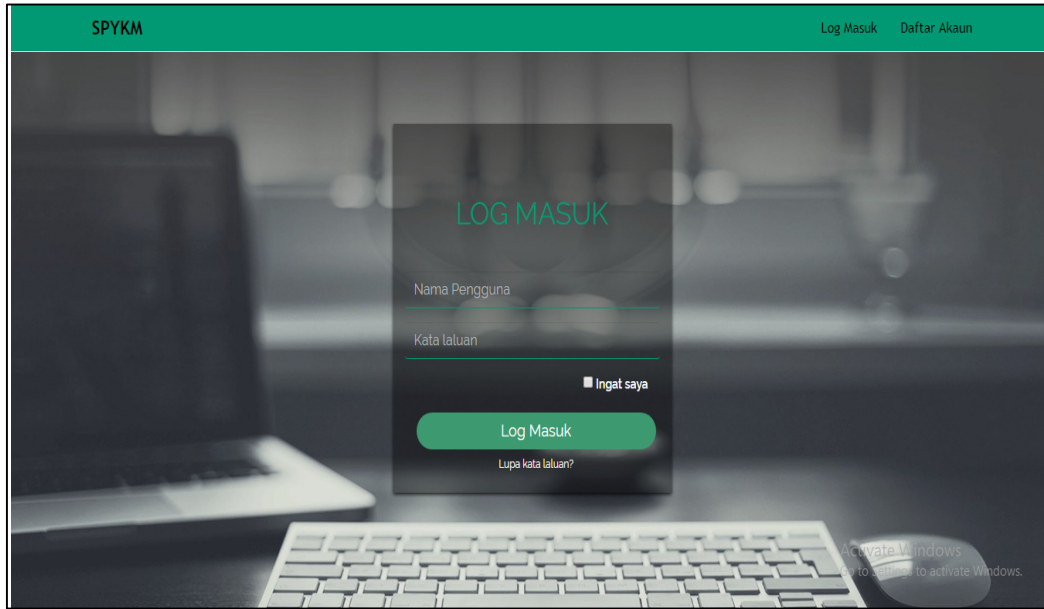 SPYKM
Log Masuk Daftar Akaun
LOG MASUK
Nama Pengguna
Kata laluan
Ingat saya
Log Masuk
Lupa kata laluan?
Activate Windows
Go to Settings to activate Windows.